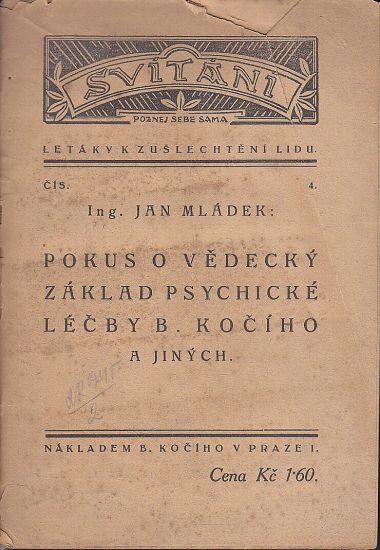 SVÍTÁNÍ
POZNEJ SEBE SAMA
LETÁKY K ZUŠLECHTĚNÍ LIDU.
ČÍS. 4.
Ing. JAN MLÁDEK:
POKUS O VĚDECKÝ
ZÁKLAD PSYCHICKÉ
LÉČBY B. KOČÍHO
A JINÝCH.
NÁKLADEM B. KOČÍHO V PRAZE I.
Cena Kč 1·60.